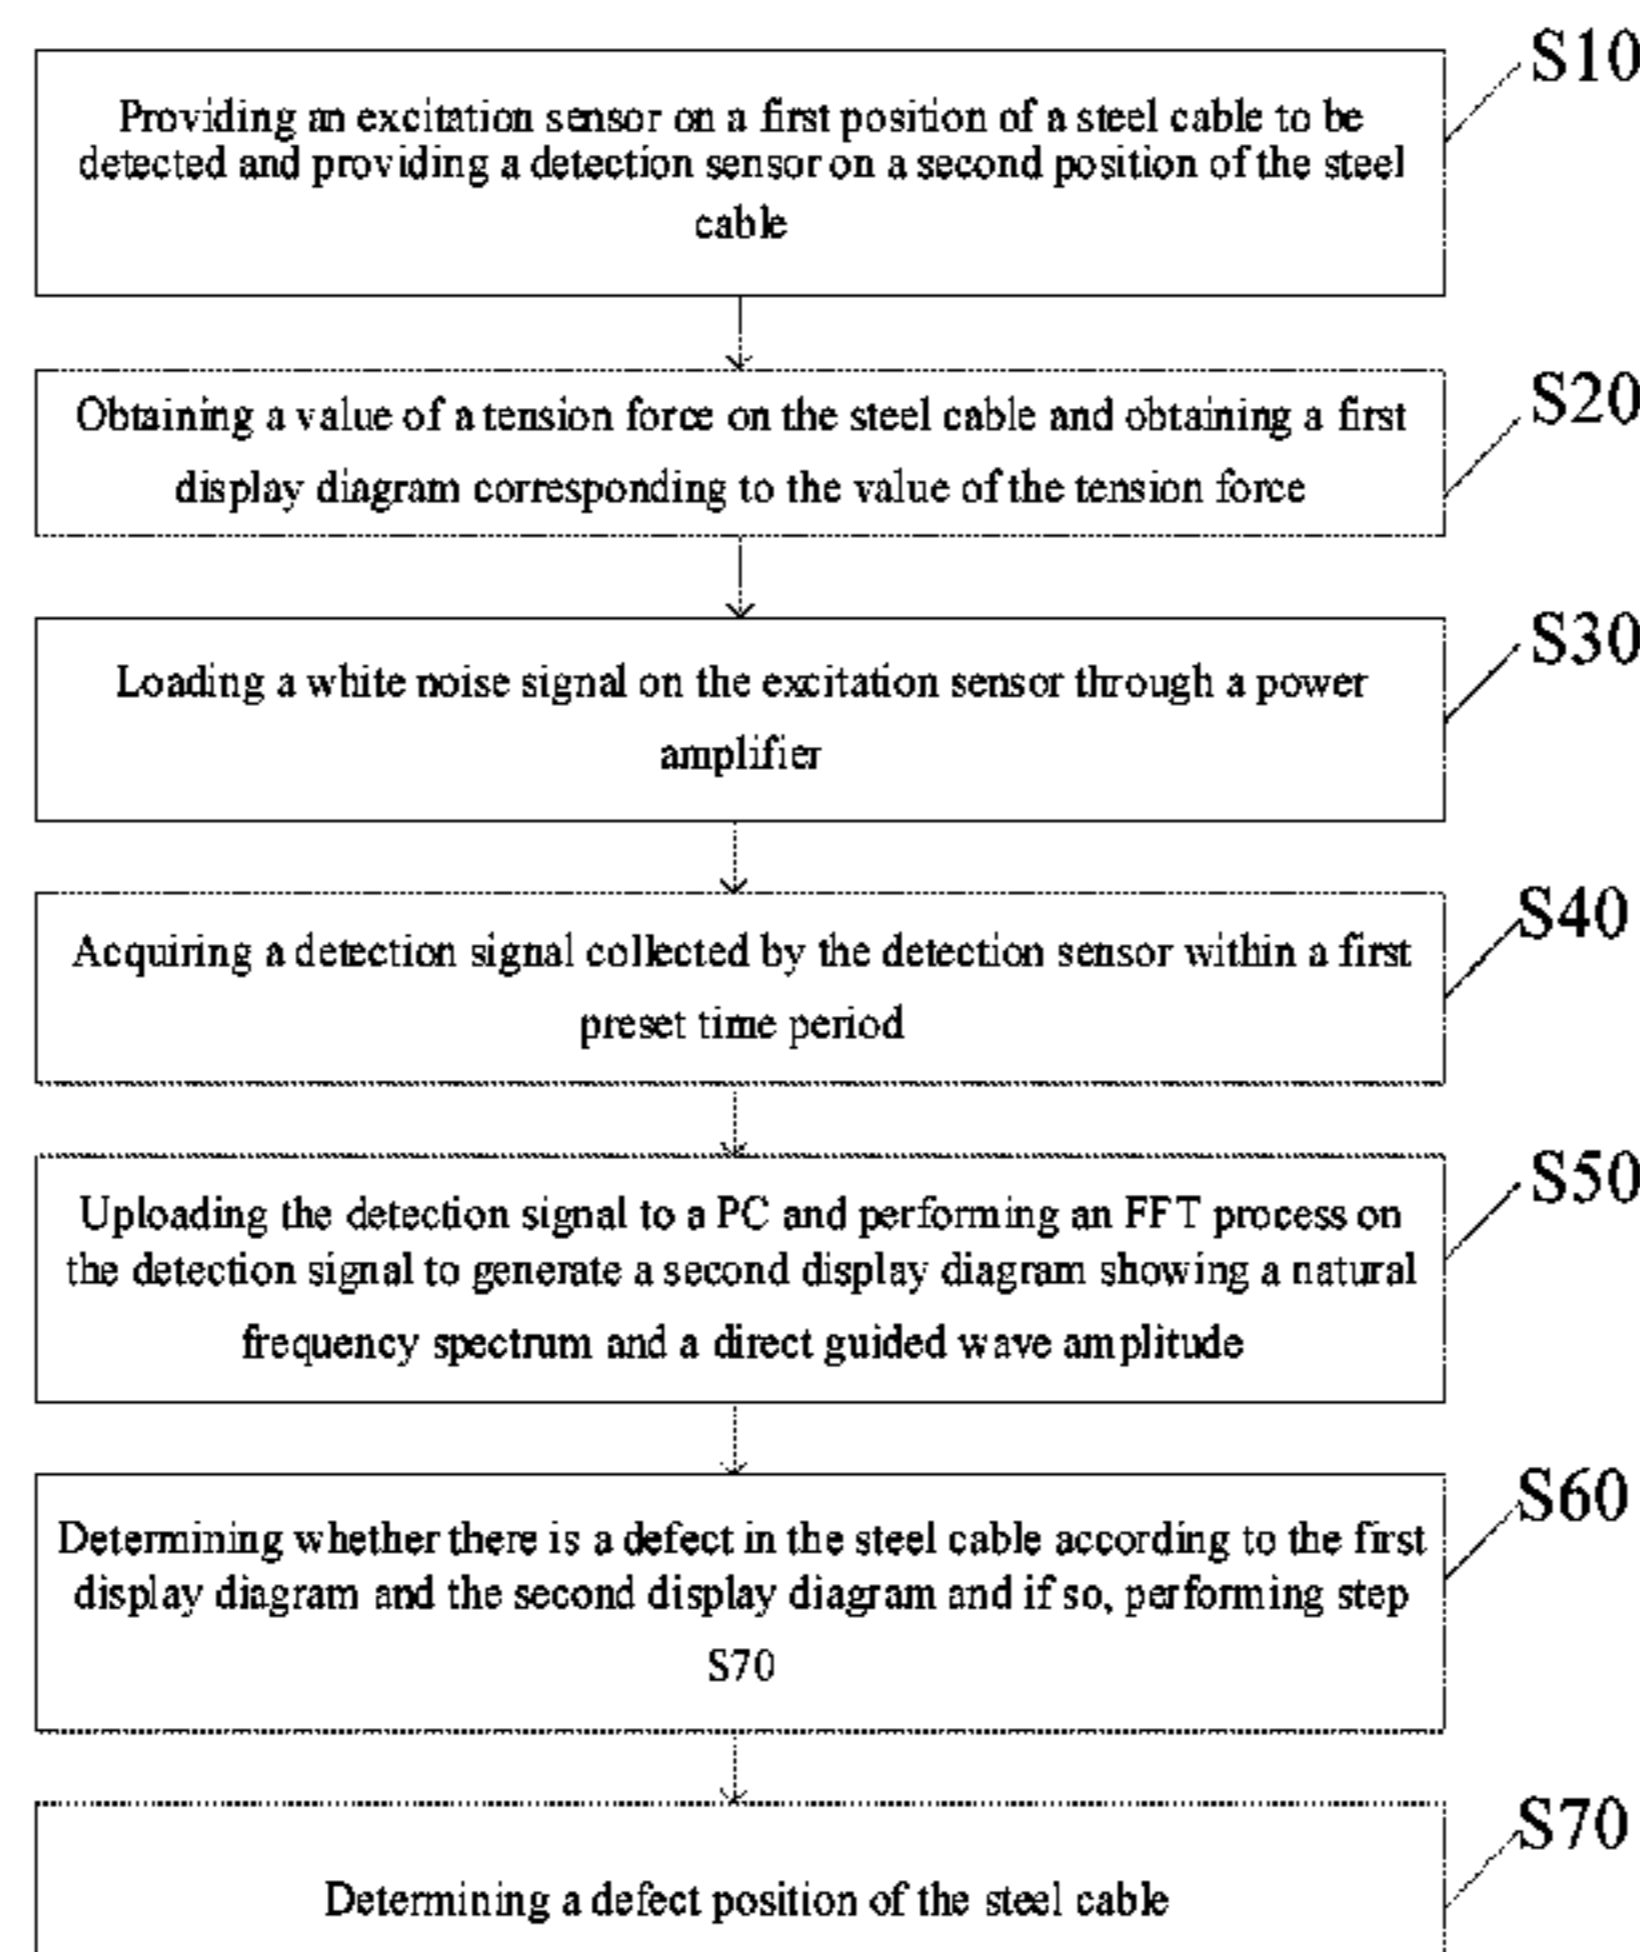 S10
Providing an excitation sensor on a first position of a steel cable to be
detected and providing a detection sensor on a second position of the steel
cable
S20
Obtaining a value of a tension force on the steel cable and obtaining a first
display diagram corresponding to the value of the tension force
S30
Loading a white noise signal on the excitation sensor through a power
amplifier
S40
Acquiring a detection signal collected by the detection sensor within a first
preset time period
S50
Uploading the detection signal to a PC and performing an FFT process on
the detection signal to generate a second display diagram showing a natural
frequency spectrum and a direct guided wave amplitude
S60
Determining whether there is a defect in the steel cable according to the first
display diagram and the second display diagram and if so, performing step
S70
S70
Determining a defect position of the steel cable